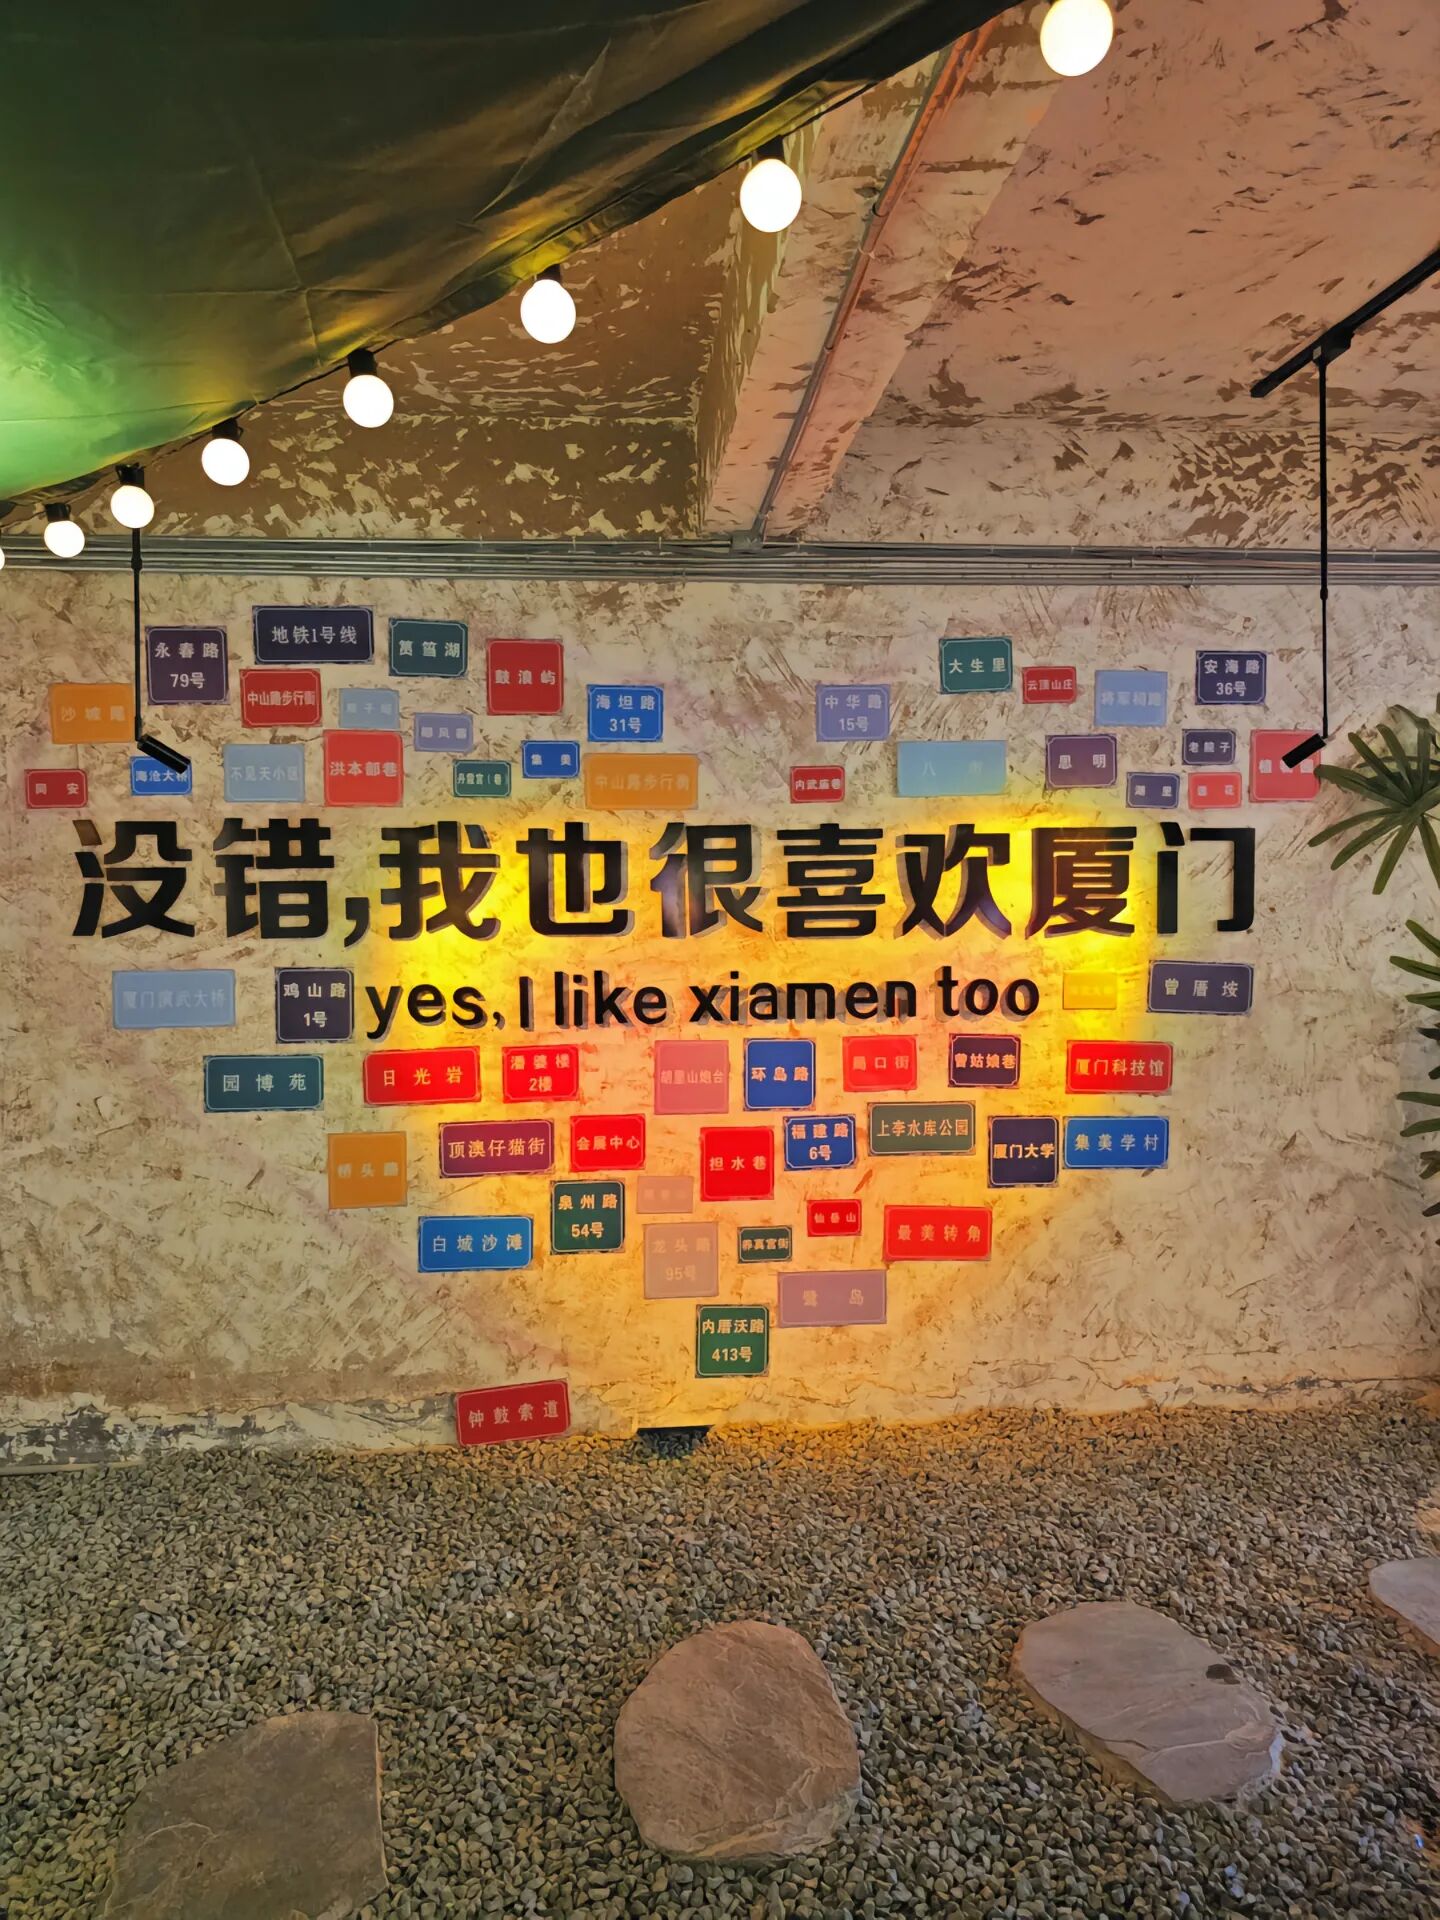 地铁1号线
永春路
79号
筼筜湖
鼓浪屿
大生里
安海路
36号
云顶山庄
将军祠路
中山路步行街
沙坡尾
海坦路
31号
中华路
15号
集美
思明
老院子
洪本部巷
不见天小区
海沧大桥
同安
丹霞宫(巷)
中山路步行街
内武庙巷
八市
湖里
莲花
没错,我也很喜欢厦门
yes, I like xiamen too
厦门演武大桥
鸡山路
1号
曾厝垵
园博苑
日光岩
潘婆楼
2楼
胡里山炮台
环岛路
局口街
曾姑娘巷
厦门科技馆
顶澳仔猫街
会展中心
福建路
6号
上李水库公园
厦门大学
集美学村
桥头路
担水巷
泉州路
54号
仙岳山
白城沙滩
龙头路
95号
养真宫街
最美转角
鹭岛
内厝沃路
413号
钟鼓索道